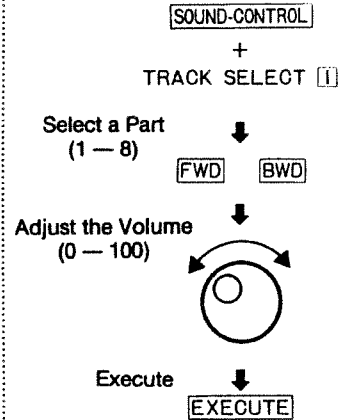 SOUND-CONTROL
+
TRACK SELECT 1
Select a Part
(1 — 8)
FWD BWD
Adjust the Volume
(0 — 100)
Execute
EXECUTE